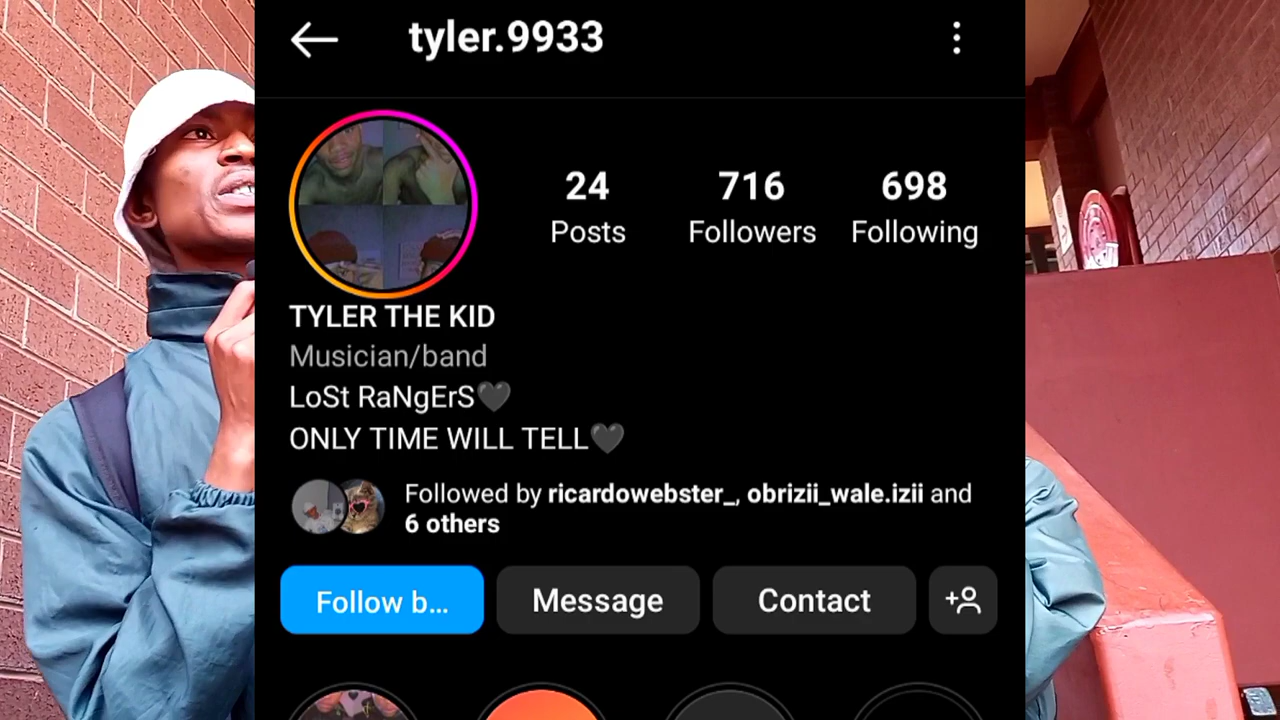 tyler.9933
24
716
698
Posts
Followers
Following
TYLER THE KID
Musician/band
LoSt RaNgErS🖤
ONLY TIME WILL TELL🖤
Followed by ricardowebster_, obrizii_wale.izii and
6 others
Follow b...
Message
Contact